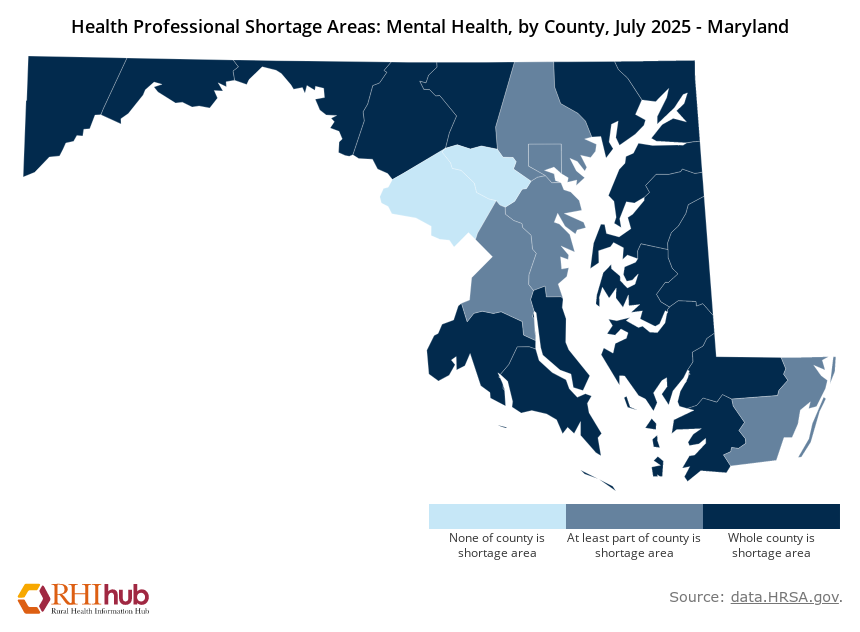 Health Professional Shortage Areas: Mental Health, by County, July 2025 - Maryland
None of county is
shortage area
At least part of county is
shortage area
Whole county is
shortage area
RHIhub
Rural Health Information Hub
Source: data.HRSA.gov.